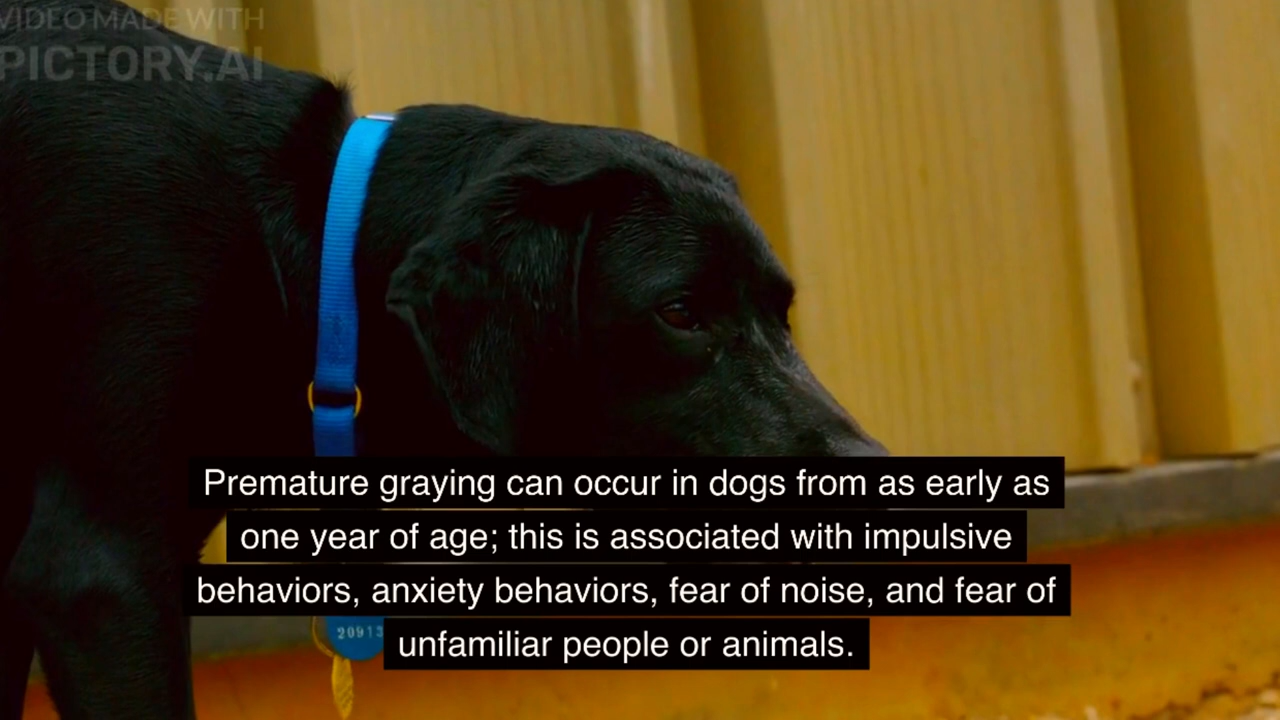 VIDEO MADE WITH
PICTORY.AI
Premature graying can occur in dogs from as early as
one year of age; this is associated with impulsive
behaviors, anxiety behaviors, fear of noise, and fear of
unfamiliar people or animals.
20913